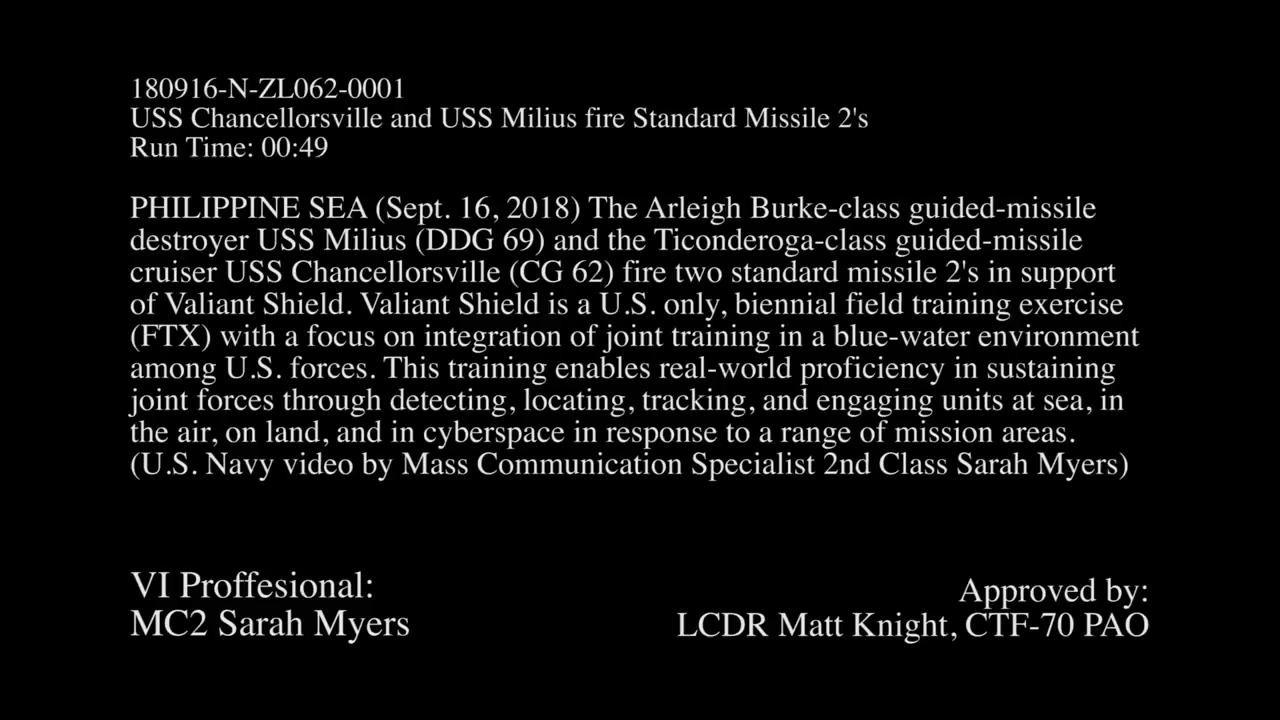 180916-N-ZL062-0001
USS Chancellorsville and USS Milius fire Standard Missile 2's
Run Time: 00:49
PHILIPPINE SEA (Sept. 16, 2018) The Arleigh Burke-class guided-missile
destroyer USS Milius (DDG 69) and the Ticonderoga-class guided-missile
cruiser USS Chancellorsville (CG 62) fire two standard missile 2's in support
of Valiant Shield. Valiant Shield is a U.S. only, biennial field training exercise
(FTX) with a focus on integration of joint training in a blue-water environment
among U.S. forces. This training enables real-world proficiency in sustaining
joint forces through detecting, locating, tracking, and engaging units at sea, in
the air, on land, and in cyberspace in response to a range of mission areas.
(U.S. Navy video by Mass Communication Specialist 2nd Class Sarah Myers)
VI Proffesional:
MC2 Sarah Myers
Approved by:
LCDR Matt Knight, CTF-70 PAO